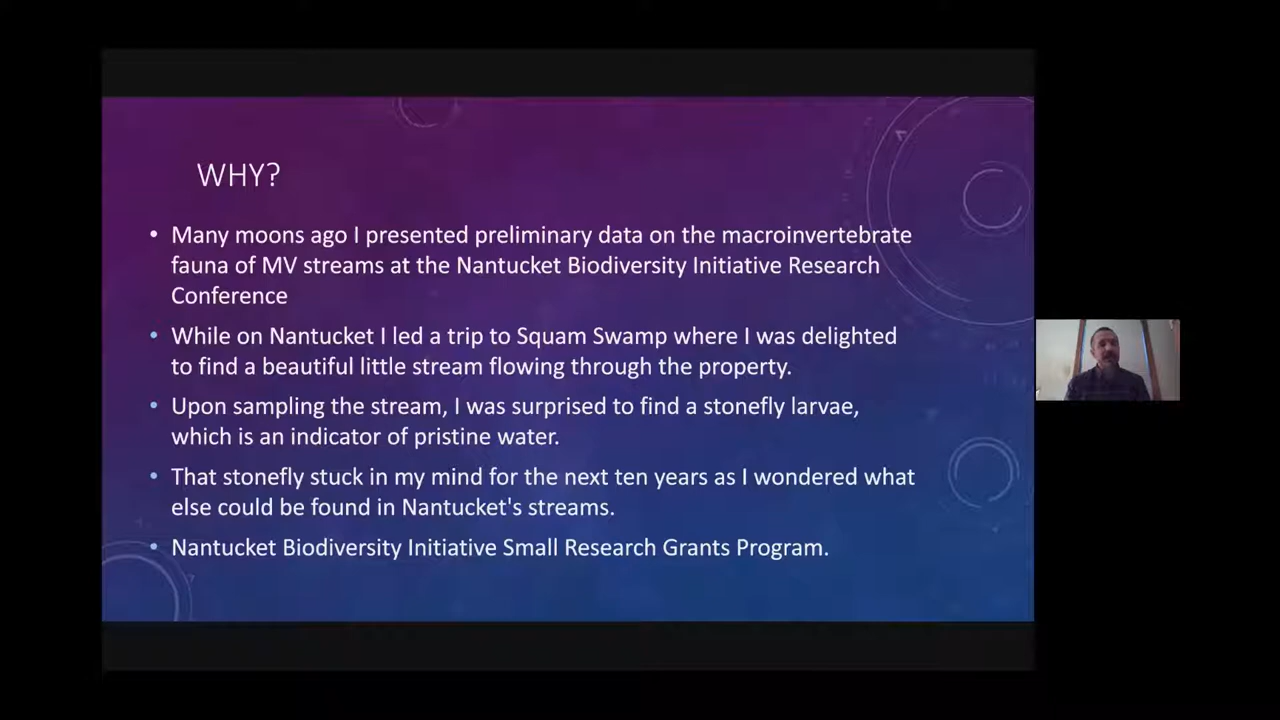 WHY?
• Many moons ago I presented preliminary data on the macroinvertebrate
fauna of MV streams at the Nantucket Biodiversity Initiative Research
Conference
• While on Nantucket I led a trip to Squam Swamp where I was delighted
to find a beautiful little stream flowing through the property.
• Upon sampling the stream, I was surprised to find a stonefly larvae,
which is an indicator of pristine water.
• That stonefly stuck in my mind for the next ten years as I wondered what
else could be found in Nantucket's streams.
• Nantucket Biodiversity Initiative Small Research Grants Program.